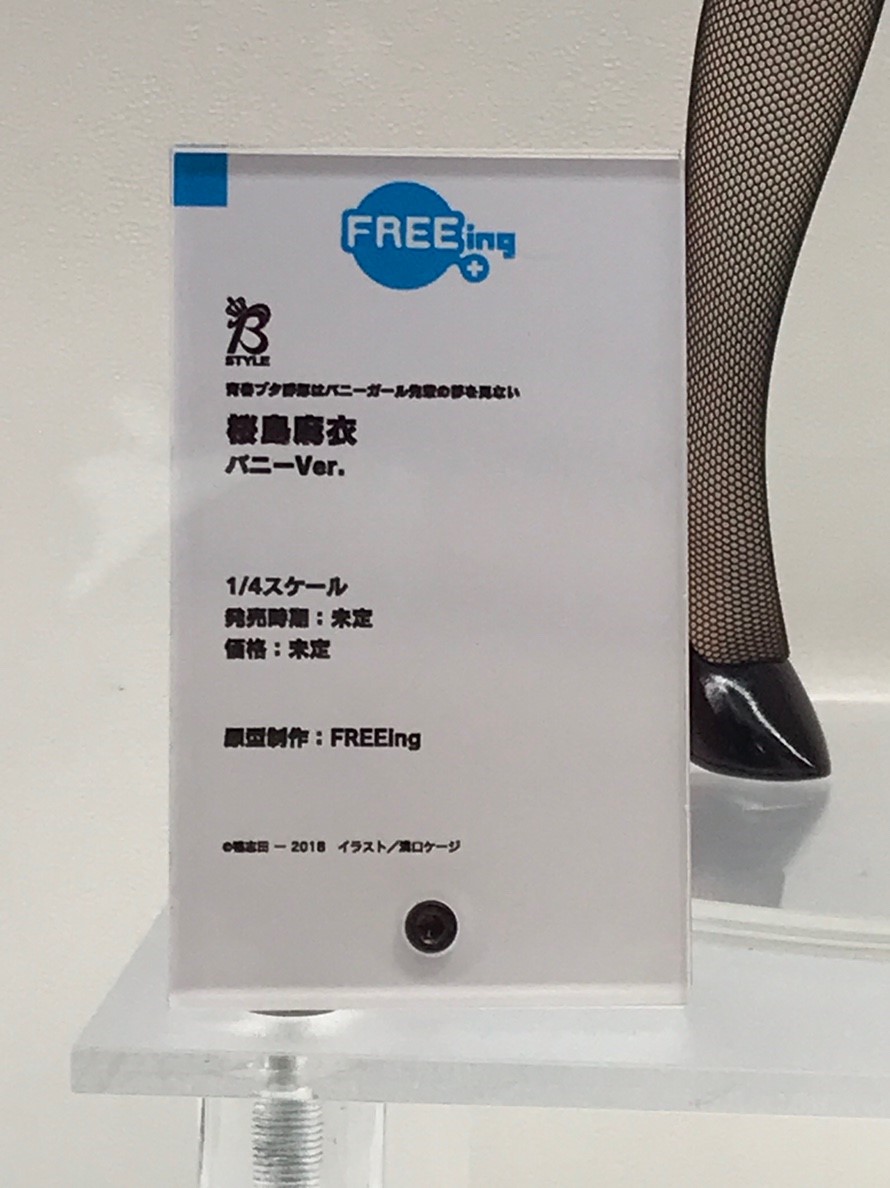 FREEing
B
STYLE
青春ブタ野郎はバニーガール先輩の夢を見ない
桜島麻衣
バニーVer.
1/4スケール
発売時期：未定
価格：未定
原型制作：FREEing
©鴨志田 一 2018 イラスト／溝口ケージ